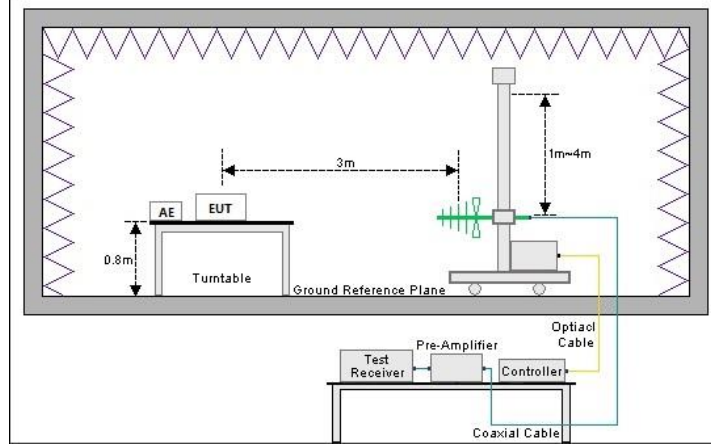 3m
1m~4m
AE
EUT
0.8m
Turntable
Ground Reference Plane
Optiacl
Cable
Pre-Amplifier
Test
Receiver
Controller
Coaxial Cable